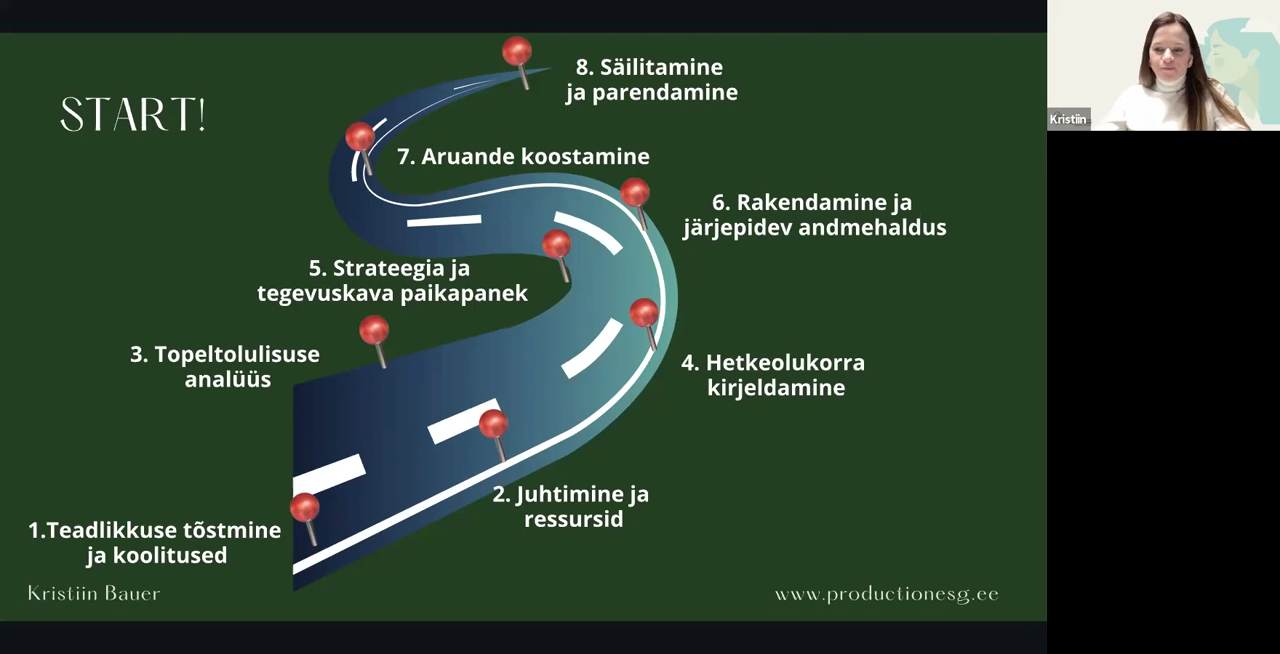 START!
8. Säilitamine
ja parendamine
7. Aruande koostamine
6. Rakendamine ja
järjepidev andmehaldus
5. Strateegia ja
tegevuskava paikapanek
3. Topeltolulisuse
analüüs
4. Hetkeolukorra
kirjeldamine
2. Juhtimine ja
ressursid
1.Teadlikkuse tõstmine
ja koolitused
Kristiin Bauer
www.productionesg.ee
Kristiin